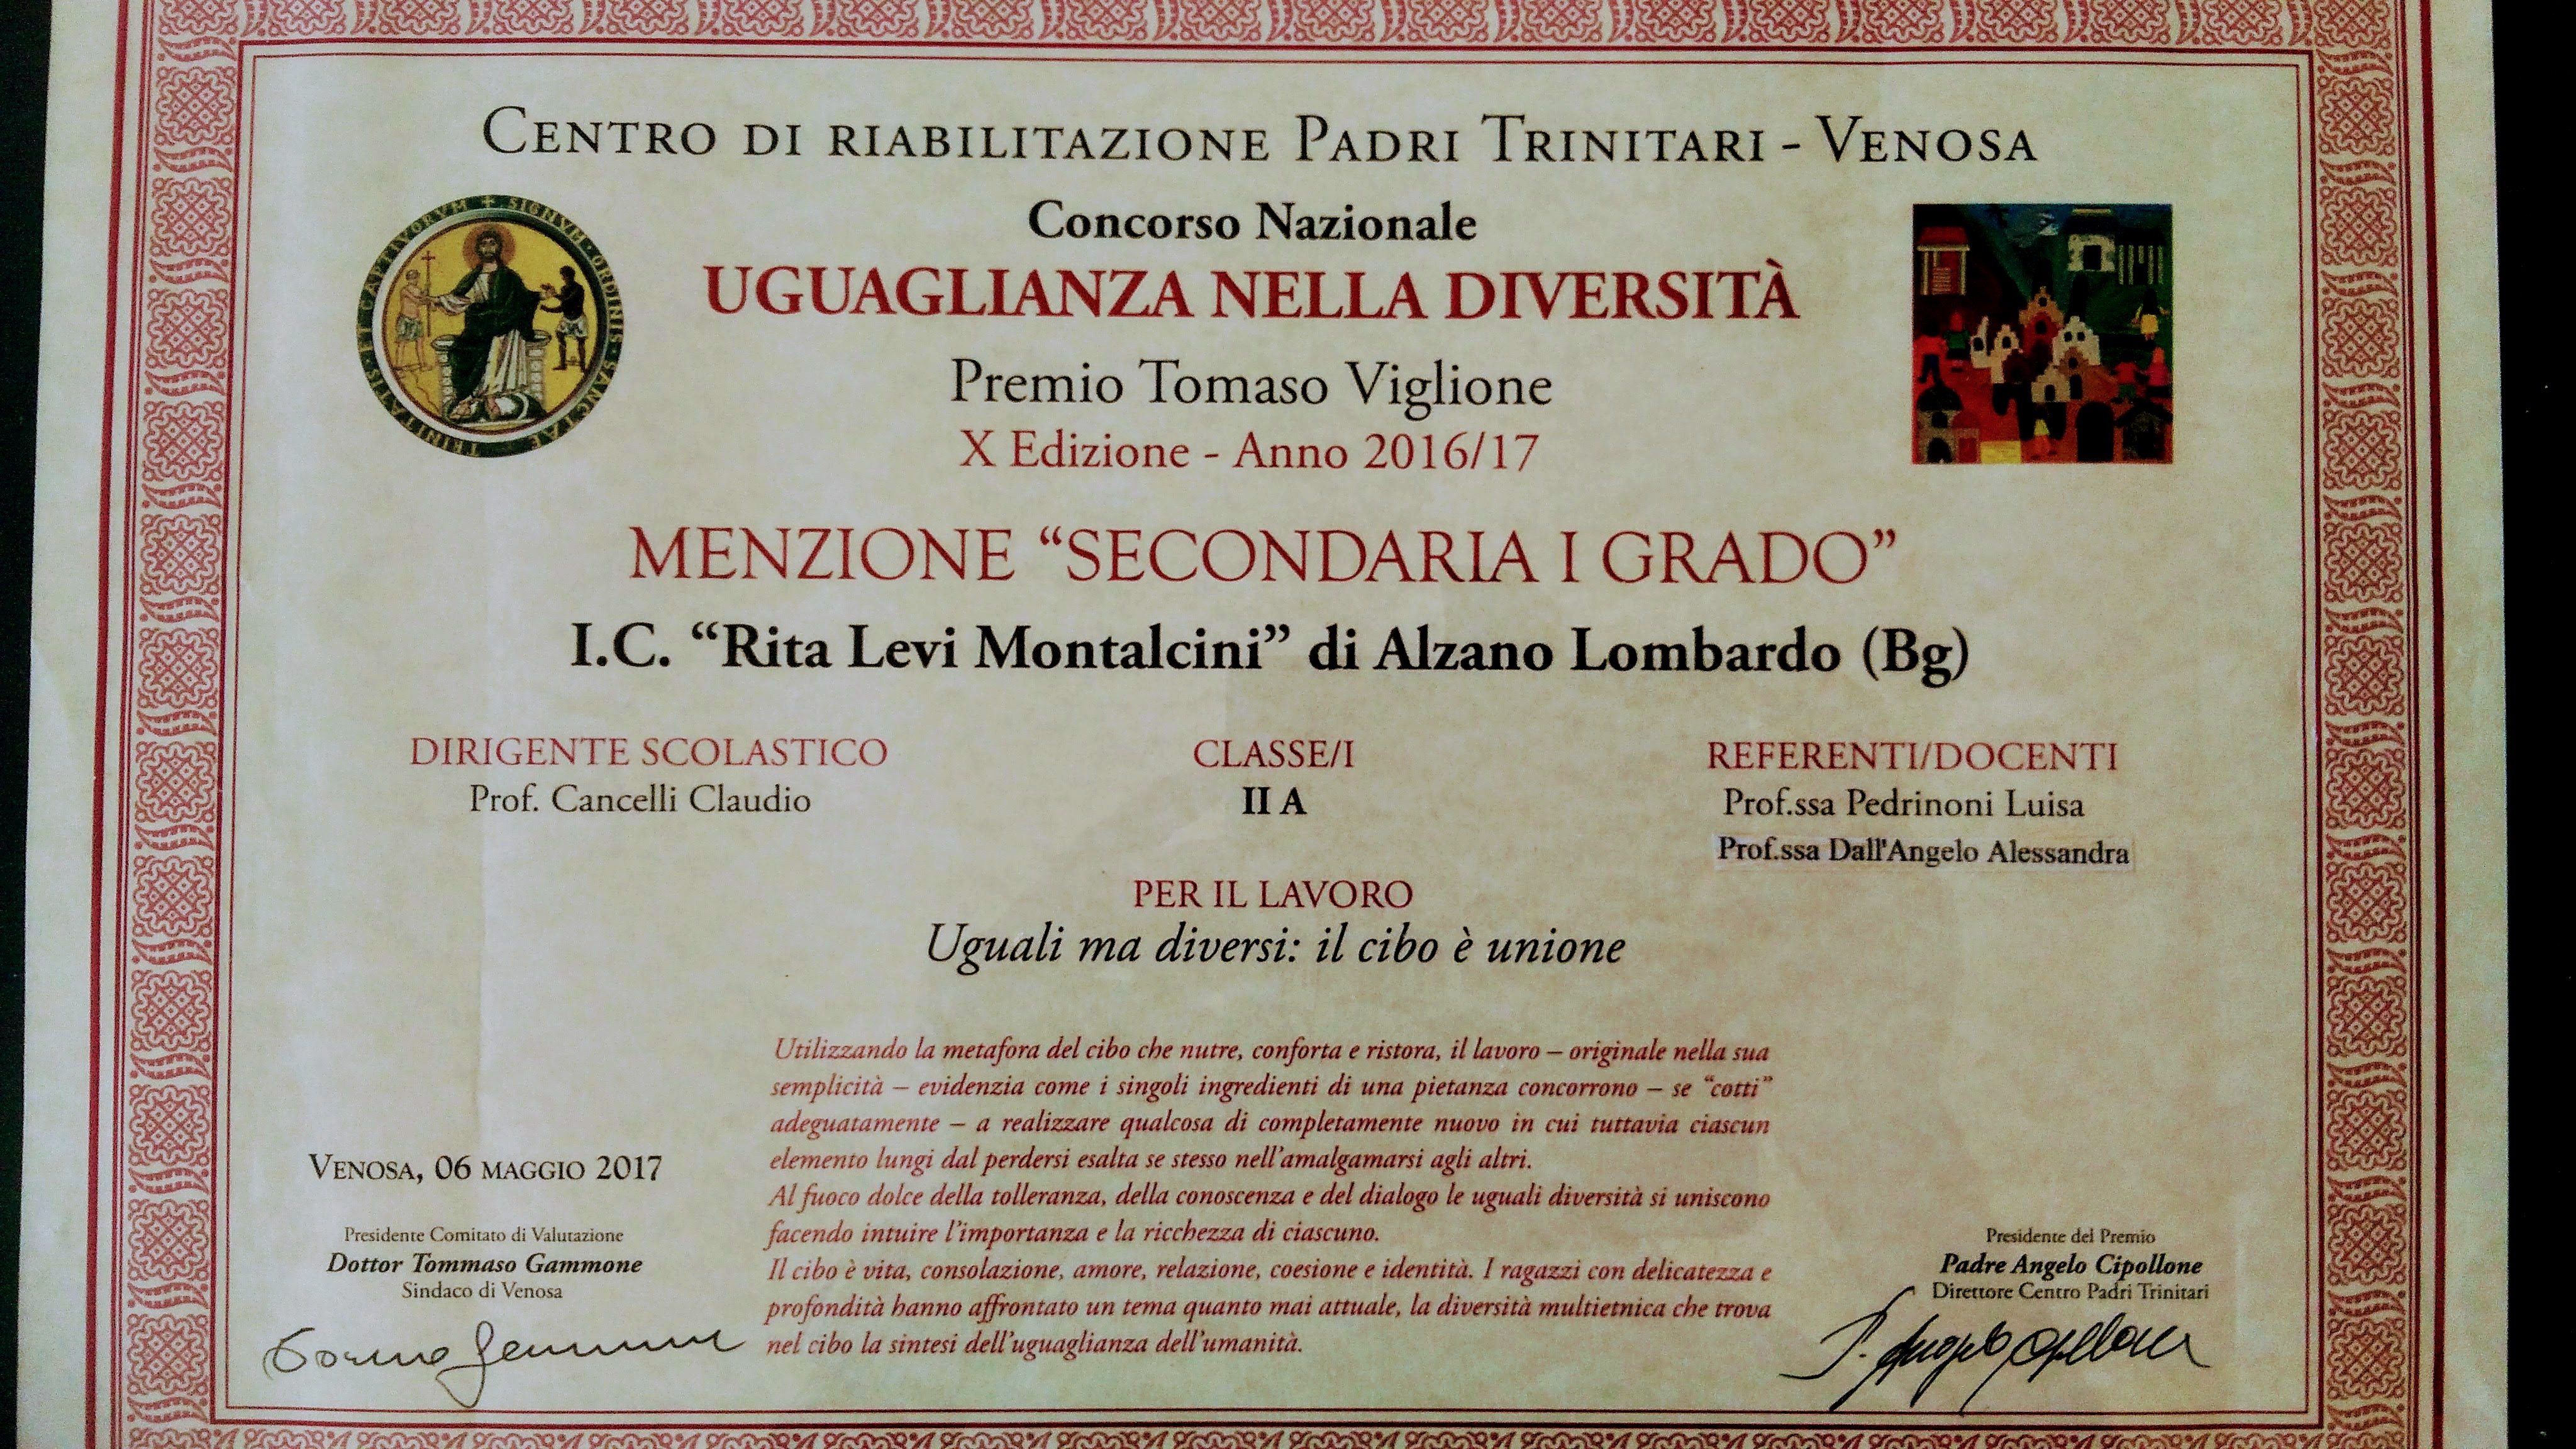 CENTRO DI RIABILITAZIONE PADRI TRINITARI - VENOSA
SIGNVM · ORDINIS · SANCTAE · TRINITATIS · ET CAPTIVORVM +
Concorso Nazionale
UGUAGLIANZA NELLA DIVERSITÀ
Premio Tomaso Viglione
X Edizione - Anno 2016/17
MENZIONE “SECONDARIA I GRADO”
I.C. “Rita Levi Montalcini” di Alzano Lombardo (Bg)
DIRIGENTE SCOLASTICO
Prof. Cancelli Claudio
CLASSE/I
II A
REFERENTI/DOCENTI
Prof.ssa Pedrinoni Luisa
Prof.ssa Dall'Angelo Alessandra
PER IL LAVORO
Uguali ma diversi: il cibo è unione
Utilizzando la metafora del cibo che nutre, conforta e ristora, il lavoro – originale nella sua
semplicità – evidenzia come i singoli ingredienti di una pietanza concorrono – se “cotti”
adeguatamente – a realizzare qualcosa di completamente nuovo in cui tuttavia ciascun
elemento lungi dal perdersi esalta se stesso nell’amalgamarsi agli altri.
Al fuoco dolce della tolleranza, della conoscenza e del dialogo le uguali diversità si uniscono
facendo intuire l’importanza e la ricchezza di ciascuno.
Il cibo è vita, consolazione, amore, relazione, coesione e identità. I ragazzi con delicatezza e
profondità hanno affrontato un tema quanto mai attuale, la diversità multietnica che trova
nel cibo la sintesi dell’uguaglianza dell’umanità.
VENOSA, 06 MAGGIO 2017
Presidente Comitato di Valutazione
Dottor Tommaso Gammone
Sindaco di Venosa
Presidente del Premio
Padre Angelo Cipollone
Direttore Centro Padri Trinitari